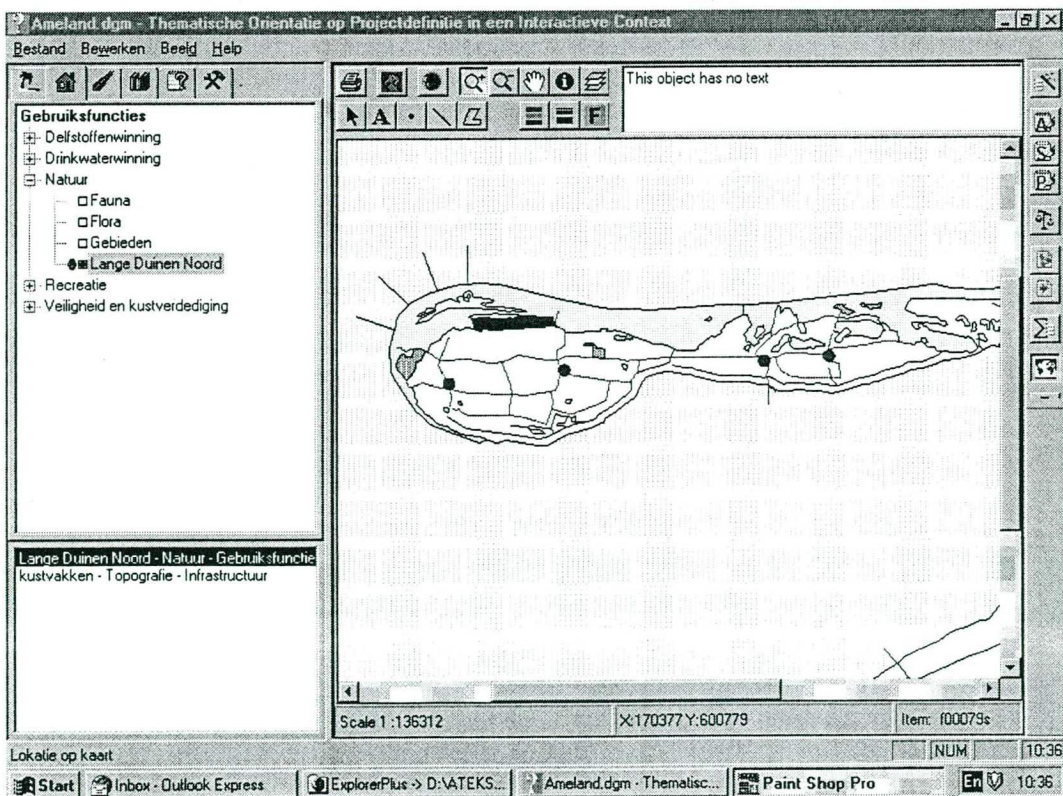 Ameland.dgm - Thematische Orientatie op Projectdefinitie in een Interactieve Context
Bestand Bewerken Beeld Help
This object has no text
A
F
Gebruiksfuncties
Delfstoffenwinning
Drinkwaterwinning
Natuur
Fauna
Flora
Gebieden
Lange Duinen Noord
Recreatie
Veiligheid en kustverdediging
A
S
P
Σ
Lange Duinen Noord - Natuur - Gebruiksfunctie
kustvakken - Topografie - Infrastructuur
Scale 1 :136312 X:170377 Y:600779 Item: f00079s
Lokatie op kaart NUM 10:36
Start Inbox - Outlook Express ExplorerPlus -> D:\ATEKS... Ameland.dgm - Thematisc... Paint Shop Pro En 10:36